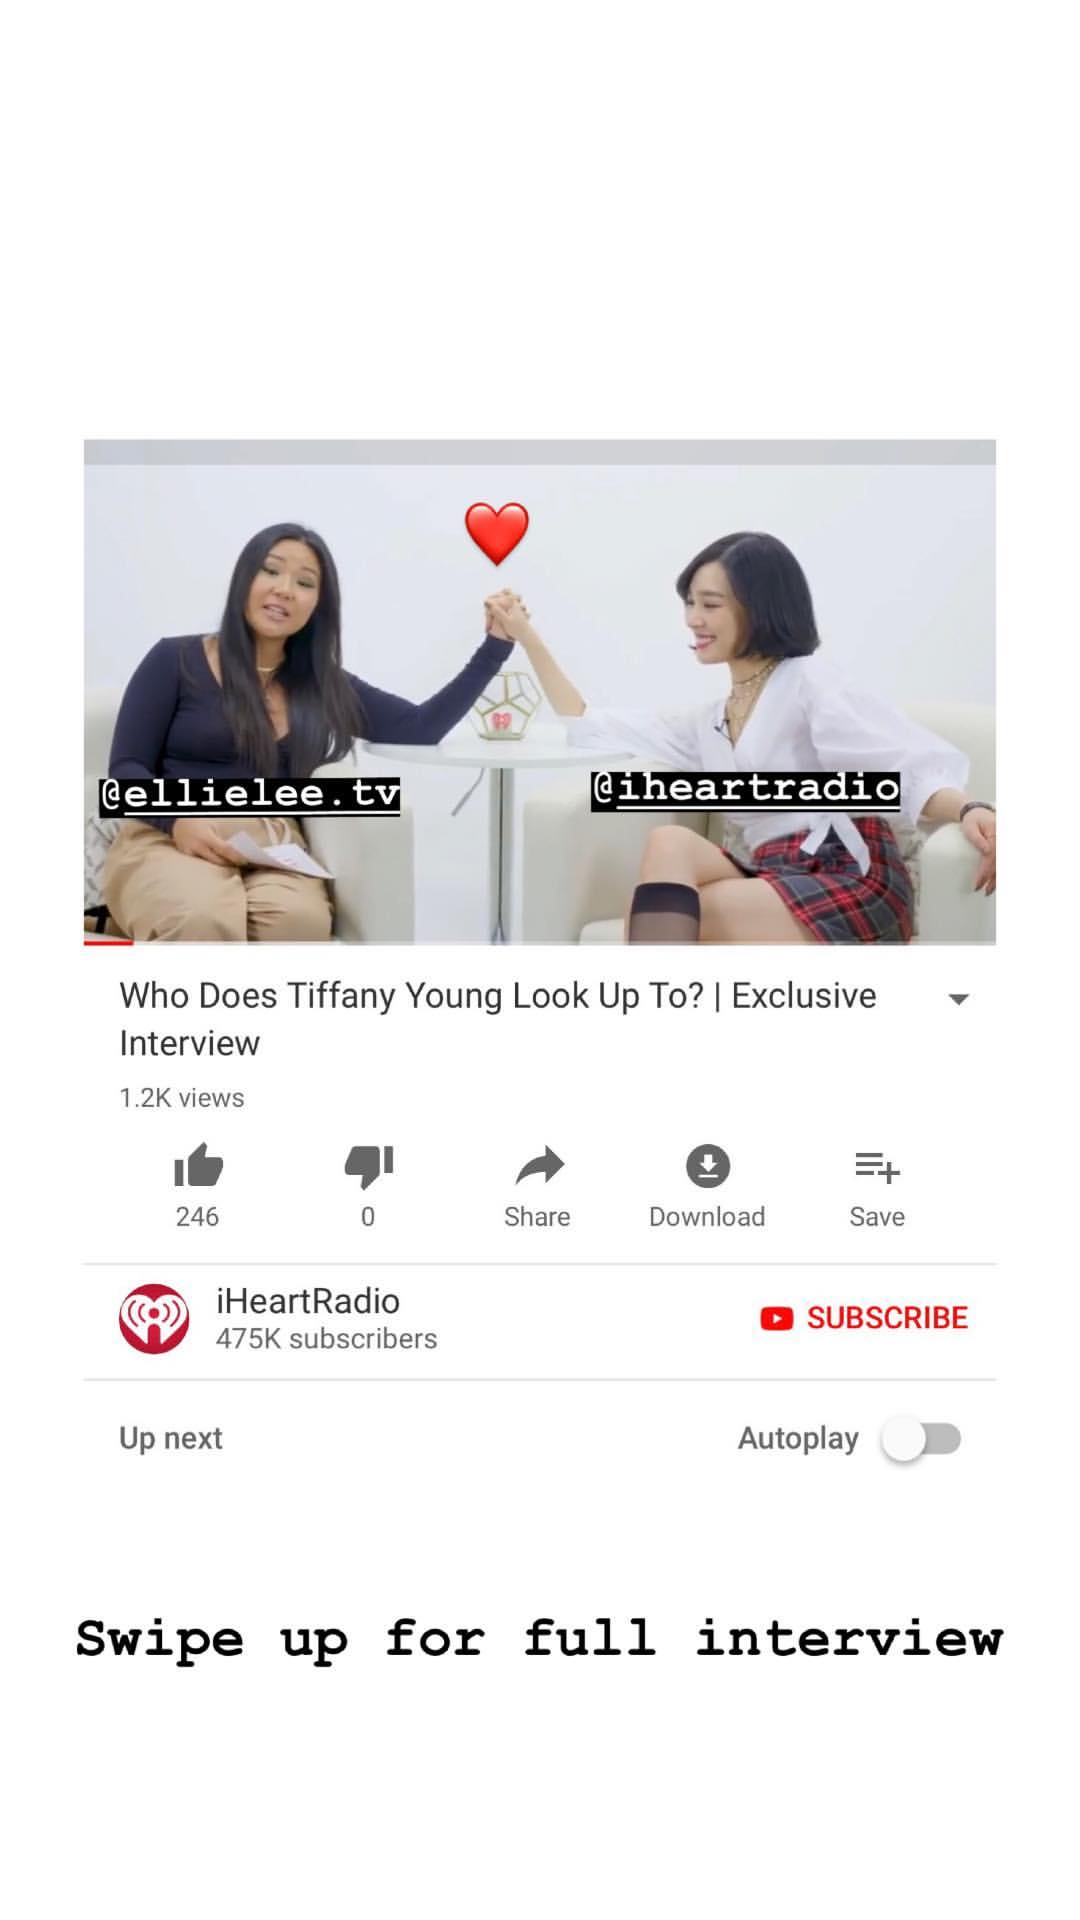 @ellielee.tv
@iheartradio
Who Does Tiffany Young Look Up To? | Exclusive
Interview
1.2K views
246
0
Share
Download
Save
iHeartRadio
475K subscribers
SUBSCRIBE
Up next
Autoplay
Swipe up for full interview